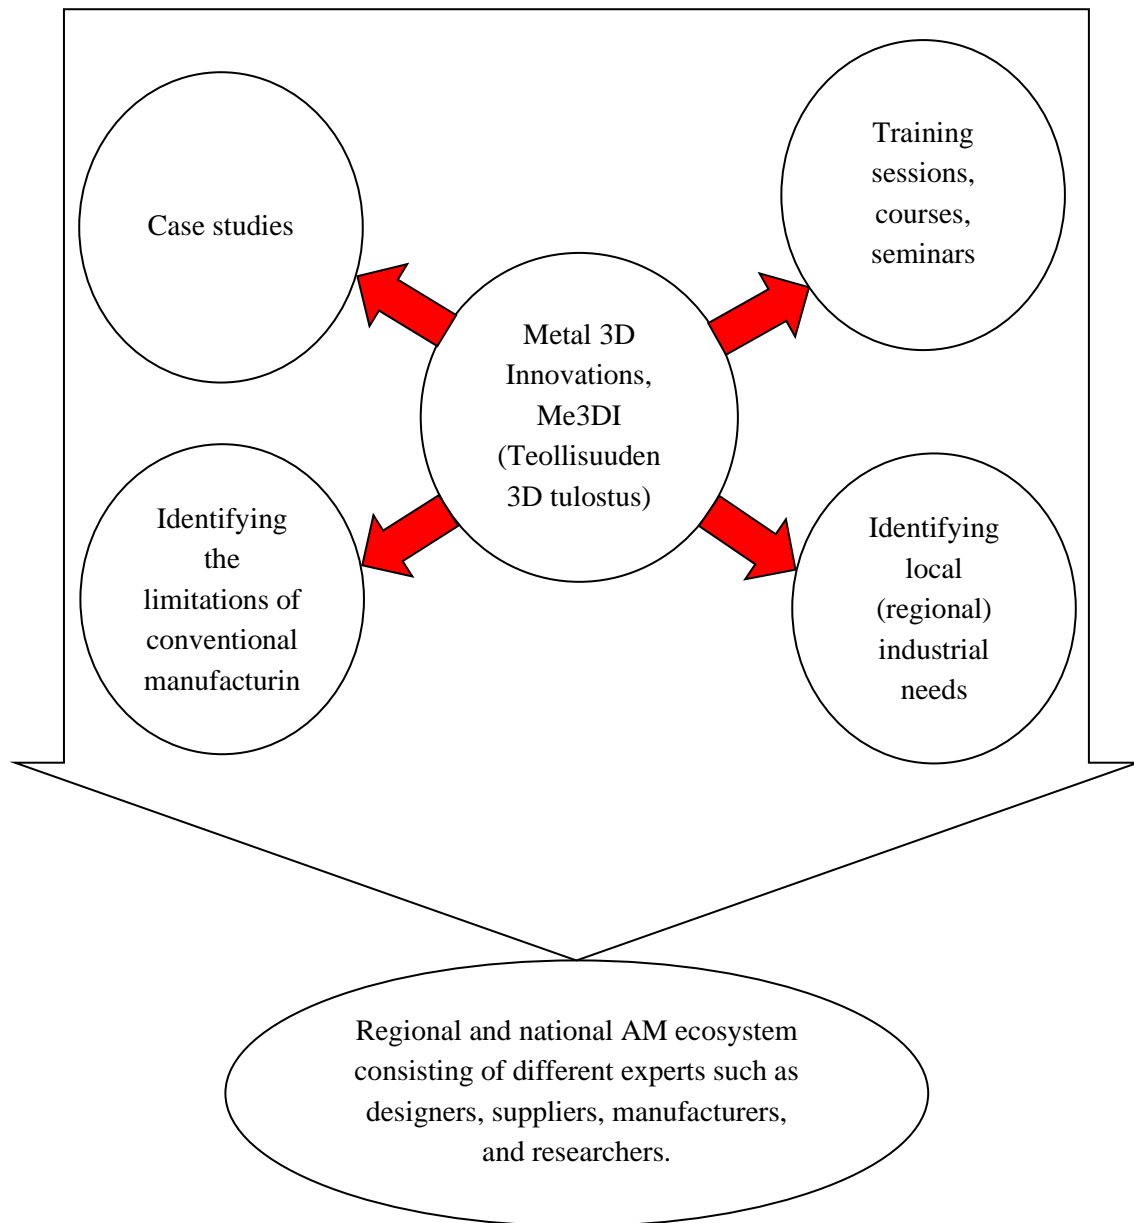 Case studies
Training
sessions,
courses,
seminars
Metal 3D
Innovations,
Me3DI
(Teollisuuden
3D tulostus)
Identifying
the
limitations of
conventional
manufacturin
Identifying
local
(regional)
industrial
needs
Regional and national AM ecosystem
consisting of different experts such as
designers, suppliers, manufacturers,
and researchers.